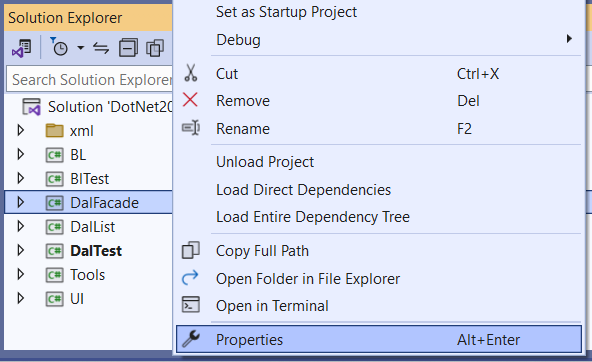 Solution Explorer
Search Solution Explorer
Solution 'DotNet20
xml
BL
BlTest
DalFacade
DalList
DalTest
Tools
UI
Set as Startup Project
Debug
Cut Ctrl+X
Remove Del
Rename F2
Unload Project
Load Direct Dependencies
Load Entire Dependency Tree
Copy Full Path
Open Folder in File Explorer
Open in Terminal
Properties Alt+Enter